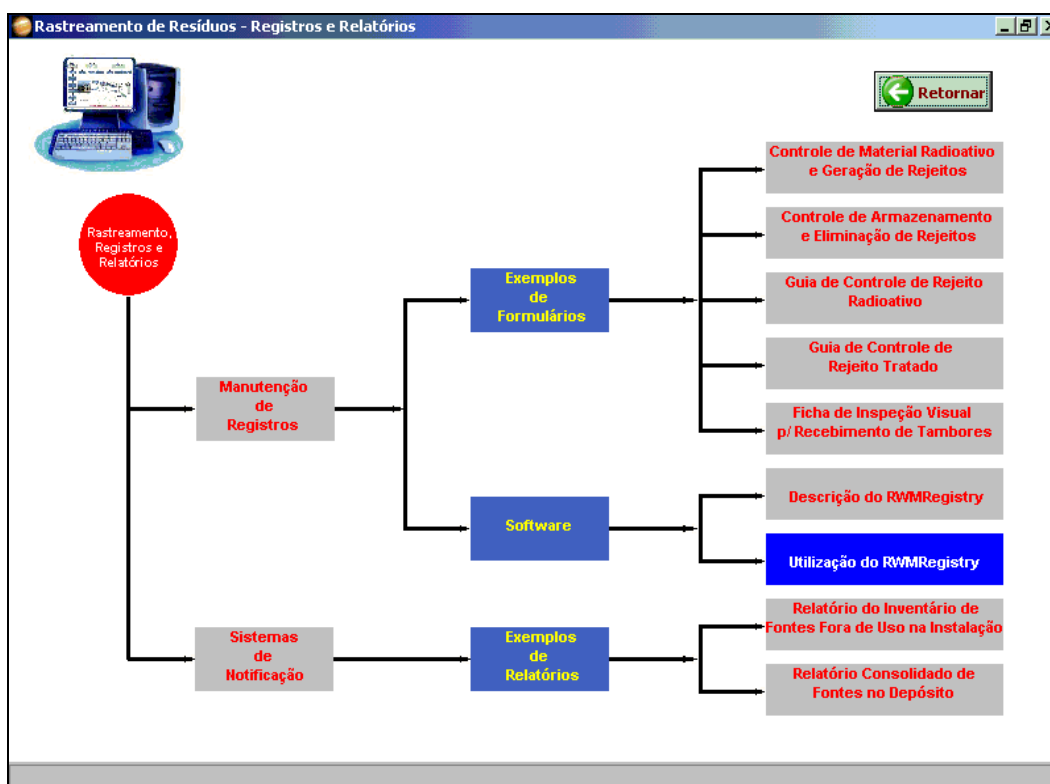 Rastreamento de Resíduos - Registros e Relatórios
Retornar
Rastreamento,
Registros e
Relatórios
Manutenção
de
Registros
Sistemas
de
Notificação
Exemplos
de
Formulários
Software
Exemplos
de
Relatórios
Controle de Material Radioativo
e Geração de Rejeitos
Controle de Armazenamento
e Eliminação de Rejeitos
Guia de Controle de Rejeito
Radioativo
Guia de Controle de
Rejeito Tratado
Ficha de Inspeção Visual
p/ Recebimento de Tambores
Descrição do RWMRegistry
Utilização do RWMRegistry
Relatório do Inventário de
Fontes Fora de Uso na Instalação
Relatório Consolidado de
Fontes no Depósito